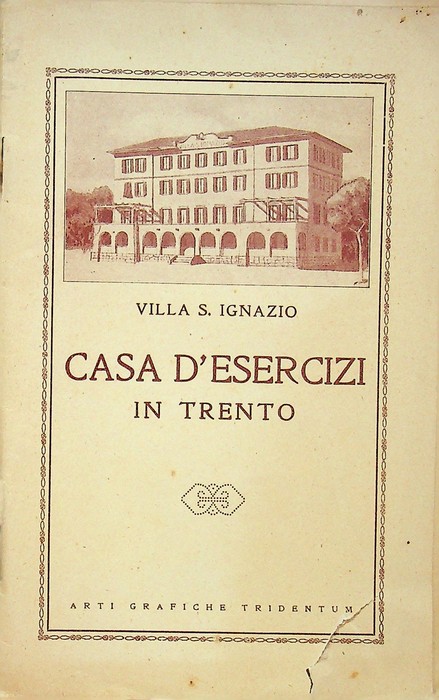 VILLA S. IGNAZIO
CASA D'ESERCIZI
IN TRENTO
ARTI GRAFICHE TRIDENTUM